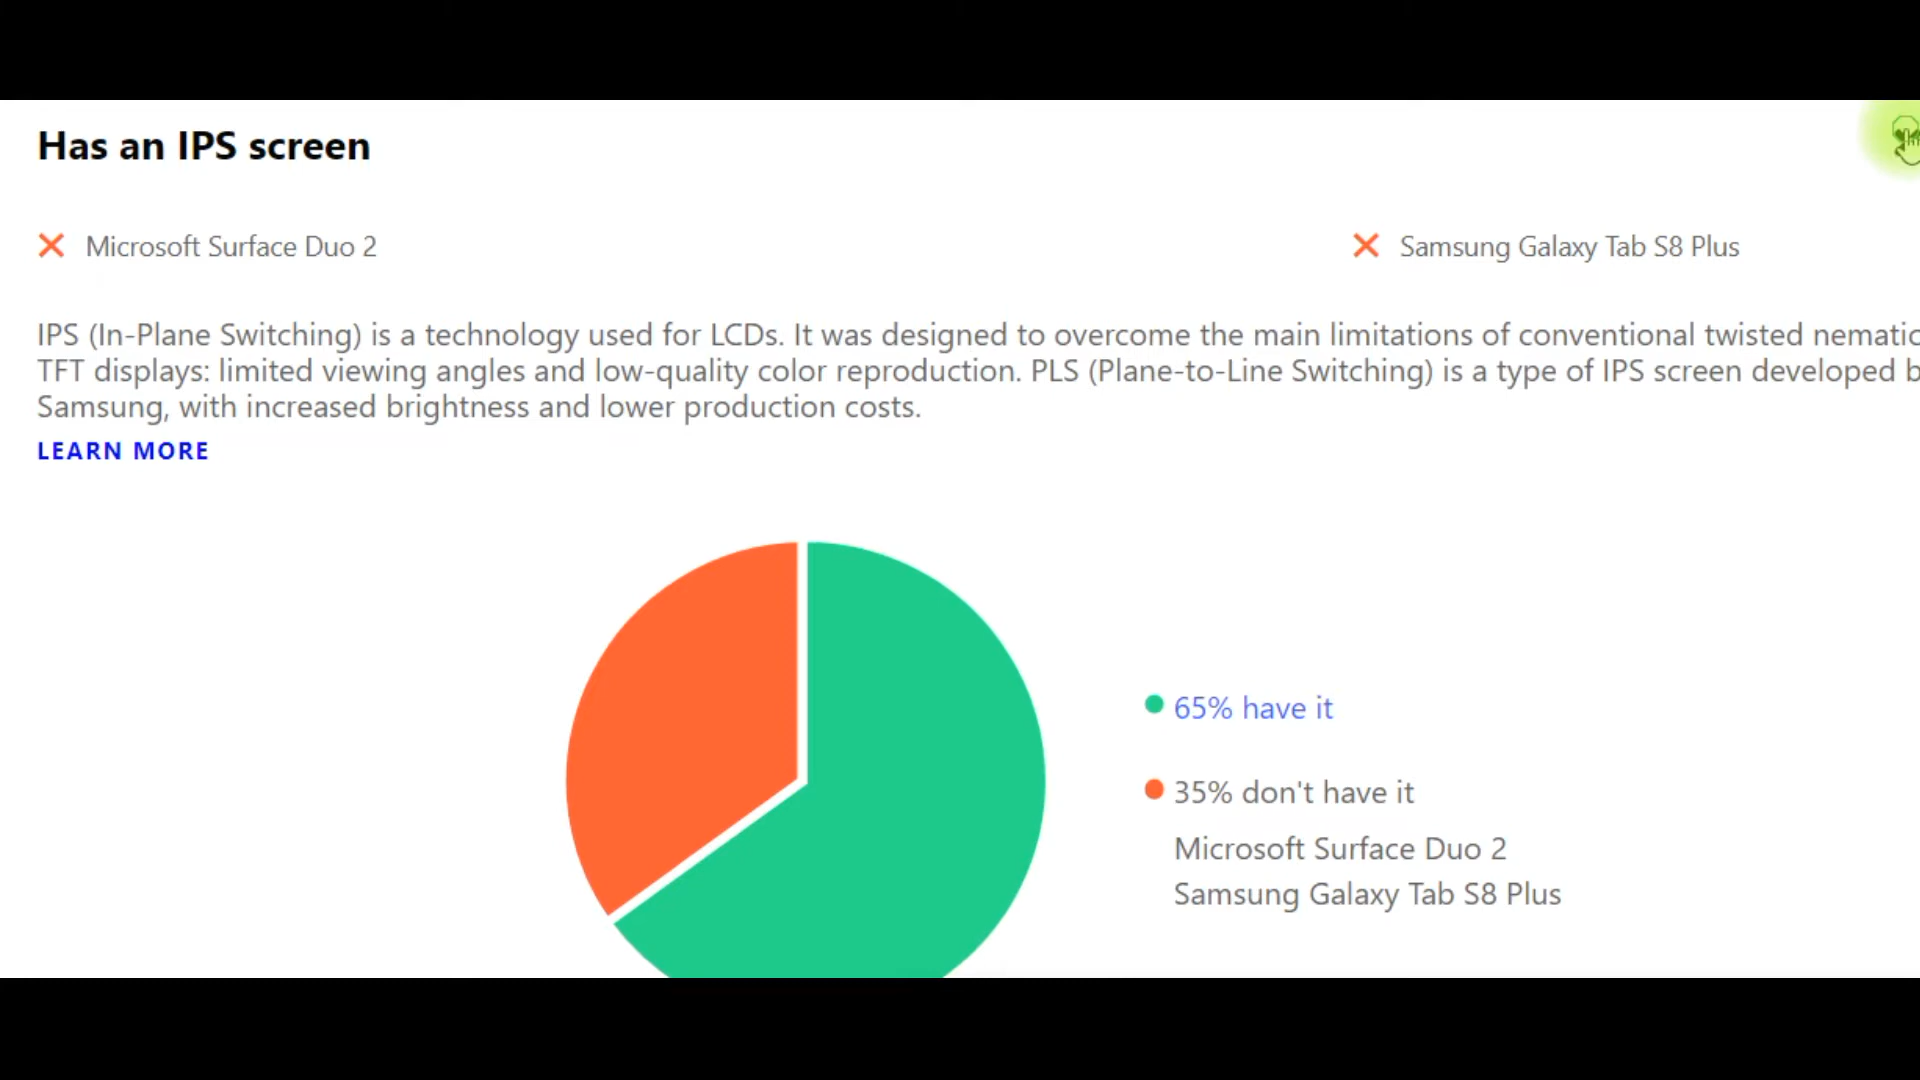 Has an IPS screen
Microsoft Surface Duo 2
Samsung Galaxy Tab S8 Plus
IPS (In-Plane Switching) is a technology used for LCDs. It was designed to overcome the main limitations of conventional twisted nematic
TFT displays: limited viewing angles and low-quality color reproduction. PLS (Plane-to-Line Switching) is a type of IPS screen developed
Samsung, with increased brightness and lower production costs.
LEARN MORE
65% have it
35% don't have it
Microsoft Surface Duo 2
Samsung Galaxy Tab S8 Plus